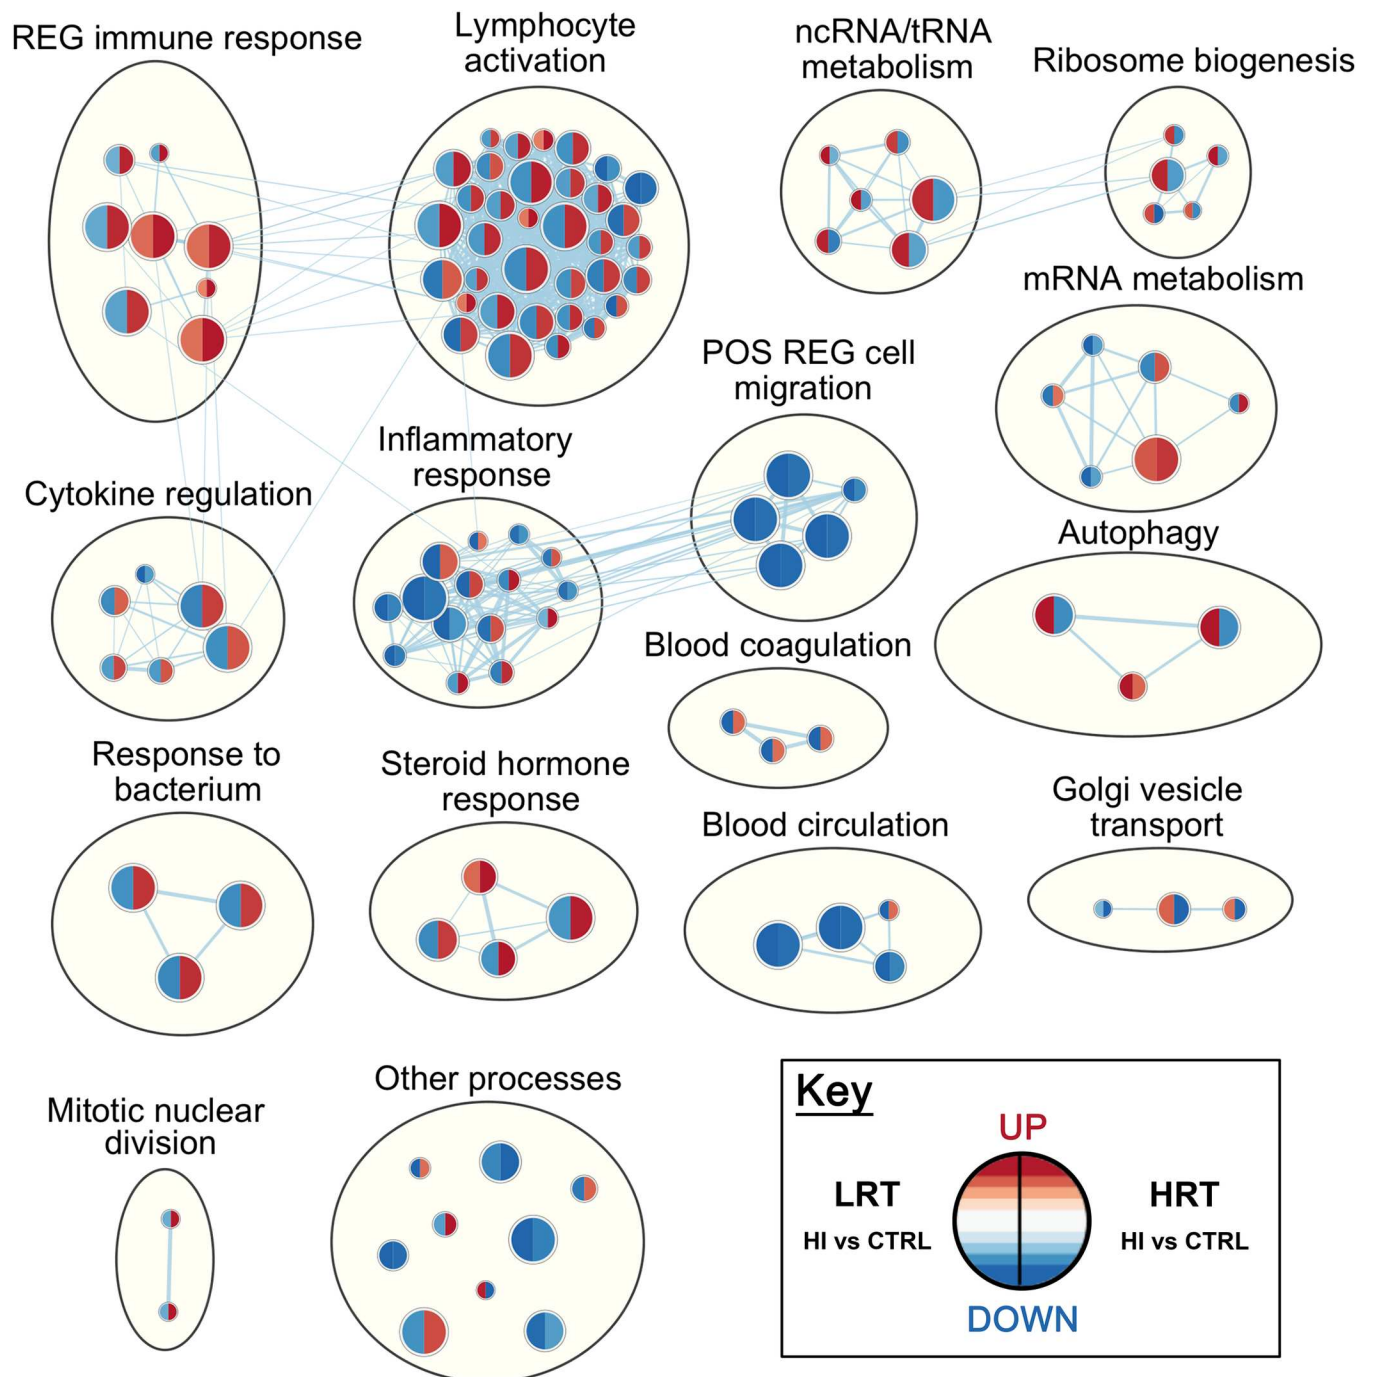 REG immune response
Lymphocyte
activation
ncRNA/tRNA
metabolism
Ribosome biogenesis
mRNA metabolism
POS REG cell
migration
Inflammatory
response
Cytokine regulation
Autophagy
Blood coagulation
Response to
bacterium
Steroid hormone
response
Blood circulation
Golgi vesicle
transport
Mitotic nuclear
division
Other processes
Key
UP
LRT
HRT
HI vs CTRL
HI vs CTRL
DOWN